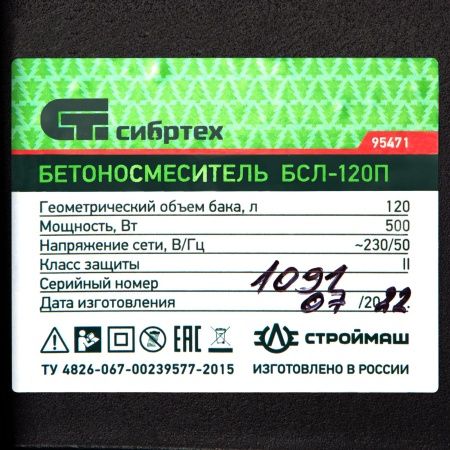 сибртех
95471
БЕТОНОСМЕСИТЕЛЬ БСЛ-120П
Геометрический объем бака, л 120
Мощность, Вт 500
Напряжение сети, В/Гц ~230/50
Класс защиты II
Серийный номер 1091
Дата изготовления 07 /2022
EAC СТРОЙМАШ
ТУ 4826-067-00239577-2015 ИЗГОТОВЛЕНО В РОССИИ